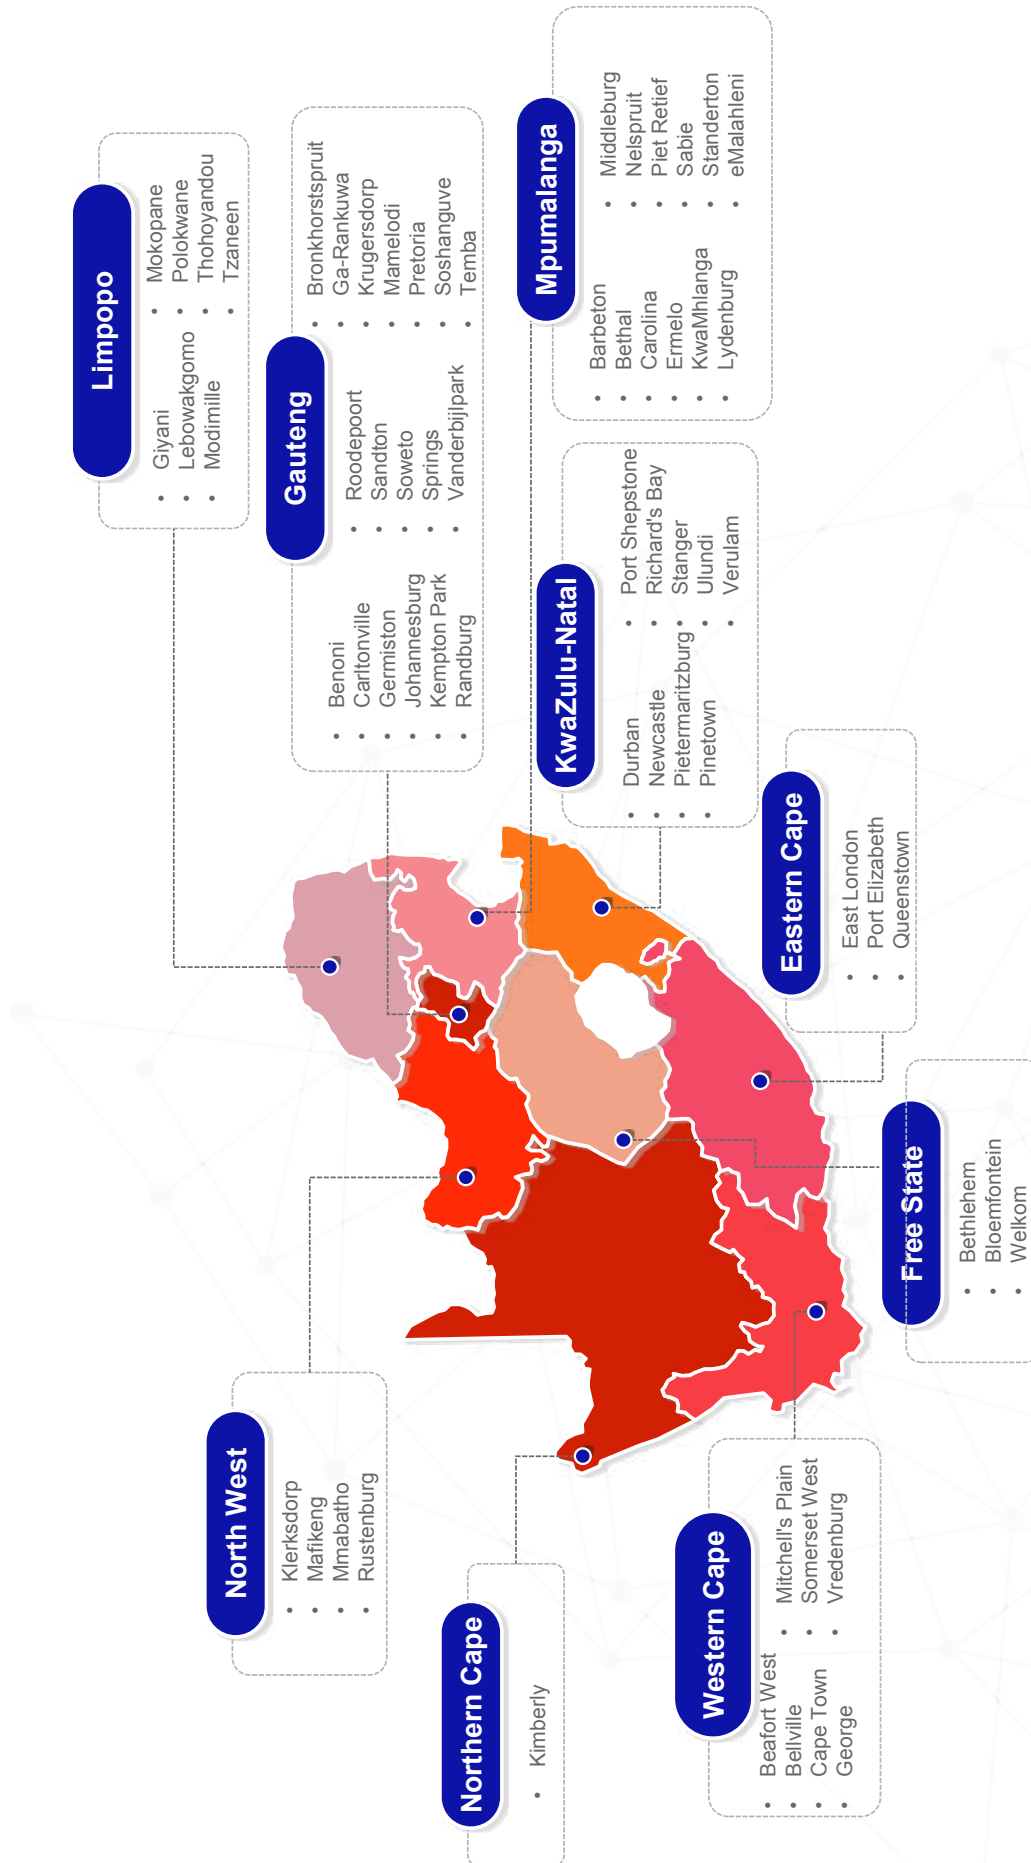 Limpopo
Giyani
Lebowakgomo
Modimille
Mokopane
Polokwane
Thohoyandou
Tzaneen
North West
Klerksdorp
Mafikeng
Mmabatho
Rustenburg
Gauteng
Benoni
Carltonville
Germiston
Johannesburg
Kempton Park
Randburg
Roodepoort
Sandton
Soweto
Springs
Vanderbijlpark
Bronkhorstspruit
Ga-Rankuwa
Krugersdorp
Mamelodi
Pretoria
Soshanguve
Temba
Northern Cape
Kimberly
KwaZulu-Natal
Durban
Newcastle
Pietermaritzburg
Pinetown
Port Shepstone
Richard's Bay
Stanger
Ulundi
Verulam
Mpumalanga
Barbeton
Bethal
Carolina
Ermelo
KwaMhlanga
Lydenburg
Middleburg
Nelspruit
Piet Retief
Sabie
Standerton
eMalahleni
Western Cape
Beafort West
Bellville
Cape Town
George
Mitchell's Plain
Somerset West
Vredenburg
Eastern Cape
East London
Port Elizabeth
Queenstown
Free State
Bethlehem
Bloemfontein
Welkom